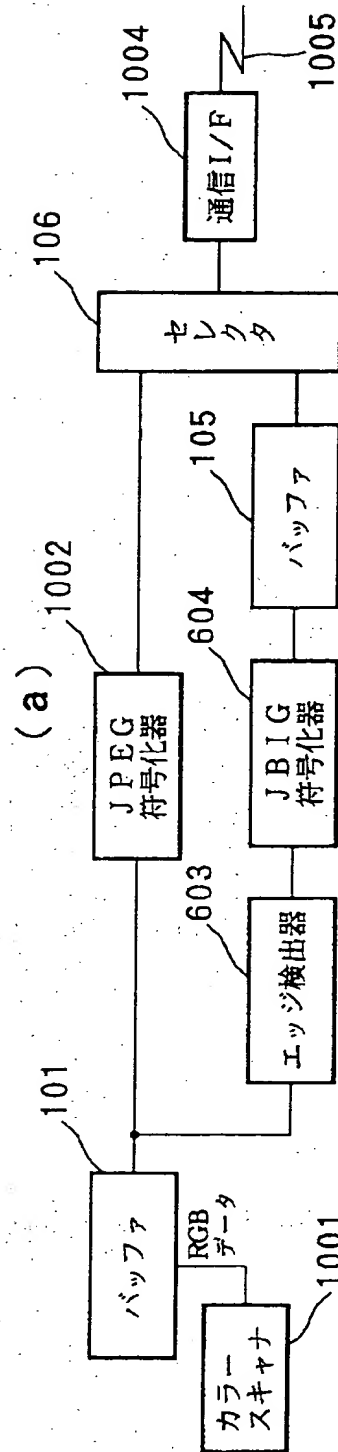 (a)
101
バッファ
RGB
データ
カラー
スキャナ
1001
1002
JPEG
符号化器
603
エッジ検出器
604
JBIG
符号化器
105
バッファ
106
セレクタ
1004
通信I/F
1005